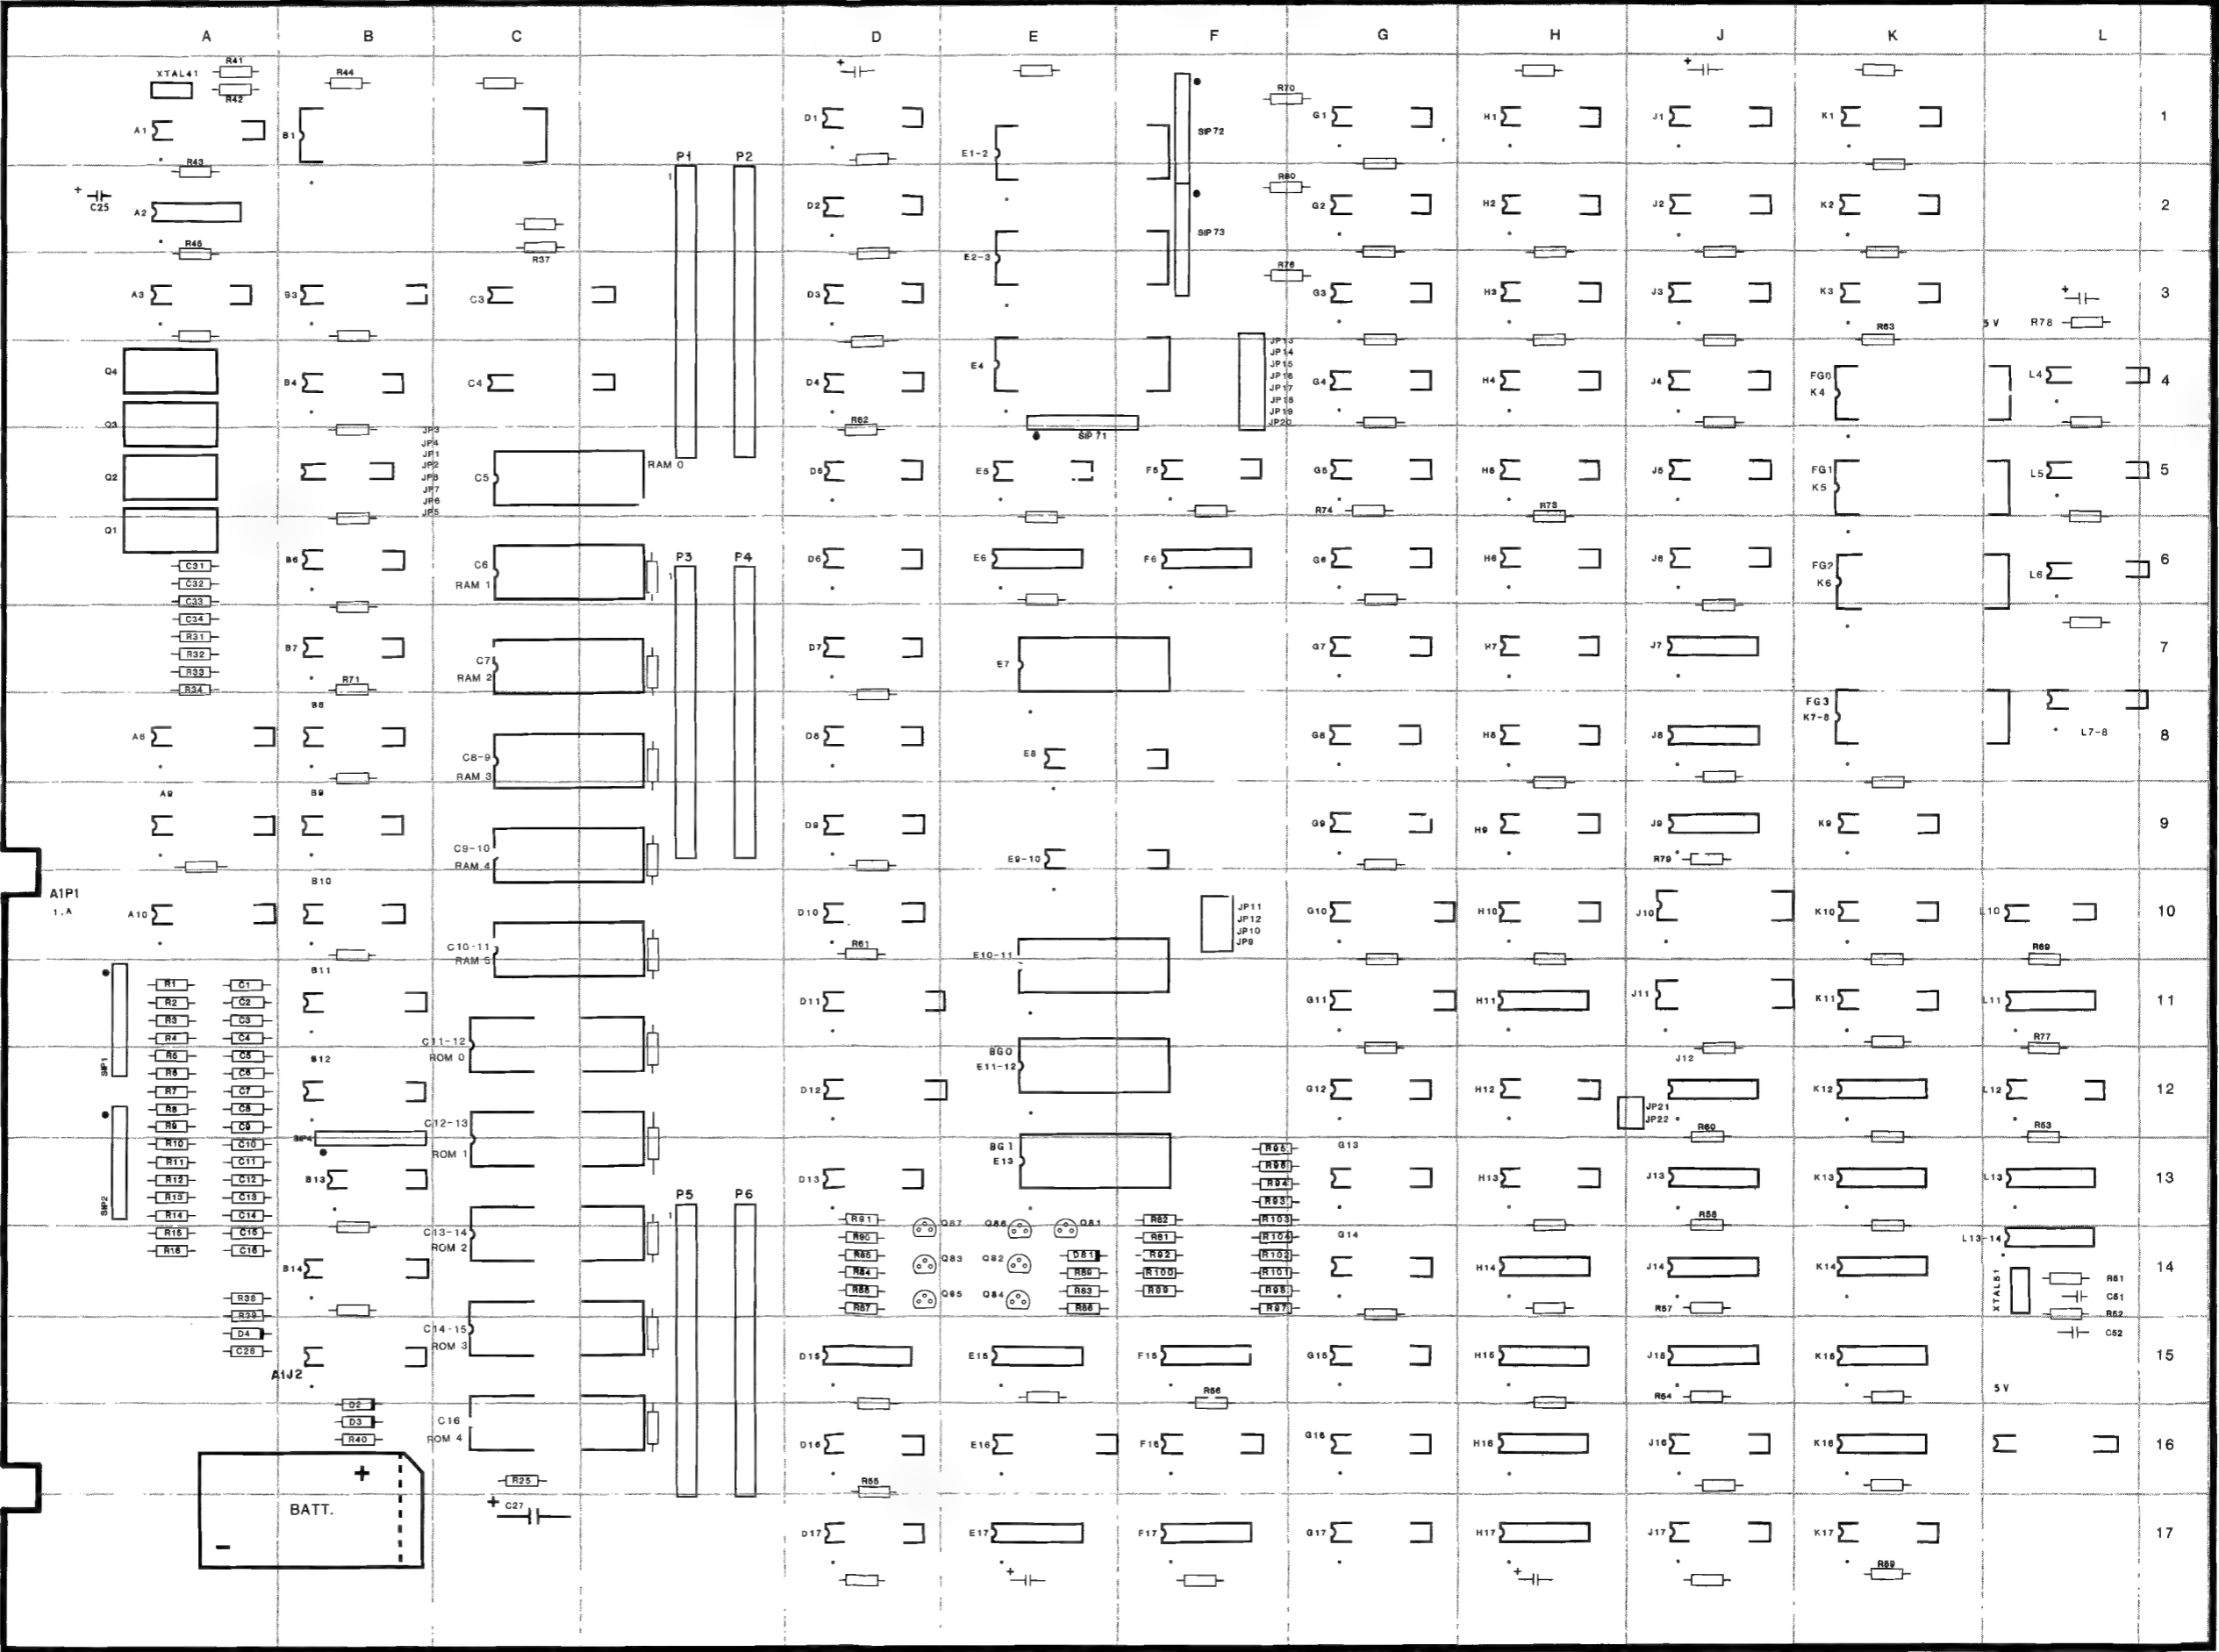 A B C D E F G H J K L
XTAL41 R41
R42
R44
R70
A1 B1 D1 E1-2 SIP72 G1 H1 J1 K1 1
R43
P1 P2
1
+ C25
A2 D2 R80 G2 H2 J2 K2 2
R45
R37
E2-3 SIP73
R76
A3 B3 C3 D3 G3 H3 J3 K3 3
5V R78
R63
Q4 B4 C4 D4 E4 G4 H4 J4 FG0 K4 L4 4
JP13
JP14
JP15
JP16
JP17
JP18
JP19
JP20
Q3
R62
SIP71
JP3
JP4
JP1
JP2
JP8
JP7
JP6
JP5
RAM 0
Q2 C5 D5 E5 F5 G5 H5 J5 FG1 K5 L5 5
R74 R73
Q1
B6 C6 RAM 1 P3 P4 1 D6 E6 F6 G6 H6 J6 FG2 K6 L6 6
C31
C32
C33
C34
R31
R32
R33
R34
B7 C7 RAM 2 D7 E7 G7 H7 J7 7
R71
B8
A8 C8-9 RAM 3 D8 E8 G8 H8 J8 FG3 K7-8 L7-8 8
A9 B9
C9-10 RAM 4 D9 E9-10 G9 H9 J9 K9 9
R79
B10
A1P1
1.A
A10 C10-11 RAM 5 D10 E10-11 G10 H10 J10 K10 L10 10
JP11
JP12
JP10
JP9
R61 R69
B11
SIP1
R1 C1
R2 C2
R3 C3
R4 C4
R5 C5
R6 C6
R7 C7
R8 C8
R9 C9
R10 C10
R11 C11
R12 C12
R13 C13
R14 C14
R15 C15
R16 C16
SIP2
C11-12 ROM 0 D11 G11 H11 J11 K11 L11 11
BG0 E11-12
R77
B12 J12
D12 G12 H12 K12 L12 12
JP21
JP22
SIP4 C12-13 ROM 1
R60 R53
BG1 E13
G13
B13 D13 H13 J13 K13 L13 13
R95
R96
R94
R93
R103
R104
R102
R101
R98
R97
P5 P6
1
C13-14 ROM 2
R91
R90
R85
R84
R88
R87
Q87 Q86 Q81
Q83 Q82 D81
R89
Q85 Q84 R83
R86
R82
R81
R92
R100
R99
R58
G14
B14 H14 J14 K14 L13-14 14
XTAL51 R51
C51
R52
C52
R57
R38
R39
D4
C28
A1J2
C14-15 ROM 3 D15 E15 F15 G15 H15 J15 K15 15
R56 R54 5V
D2
D3
R40
C16 ROM 4 D16 E16 F16 G16 H16 J16 K16 16
R25
R55
+ C27
+ BATT. -
D17 E17 F17 G17 H17 J17 K17 17
R59